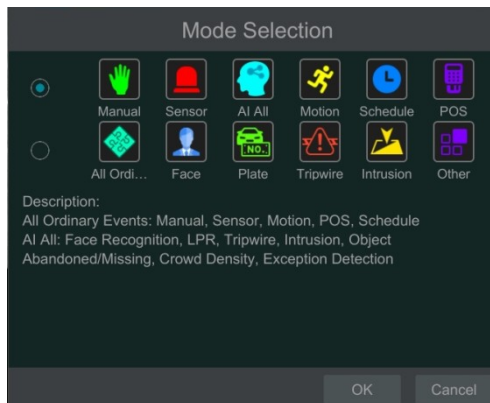 Mode Selection
Manual Sensor AI All Motion Schedule POS
NO.
All Ordi... Face Plate Tripwire Intrusion Other
Description:
All Ordinary Events: Manual, Sensor, Motion, POS, Schedule
AI All: Face Recognition, LPR, Tripwire, Intrusion, Object
Abandoned/Missing, Crowd Density, Exception Detection
OK Cancel